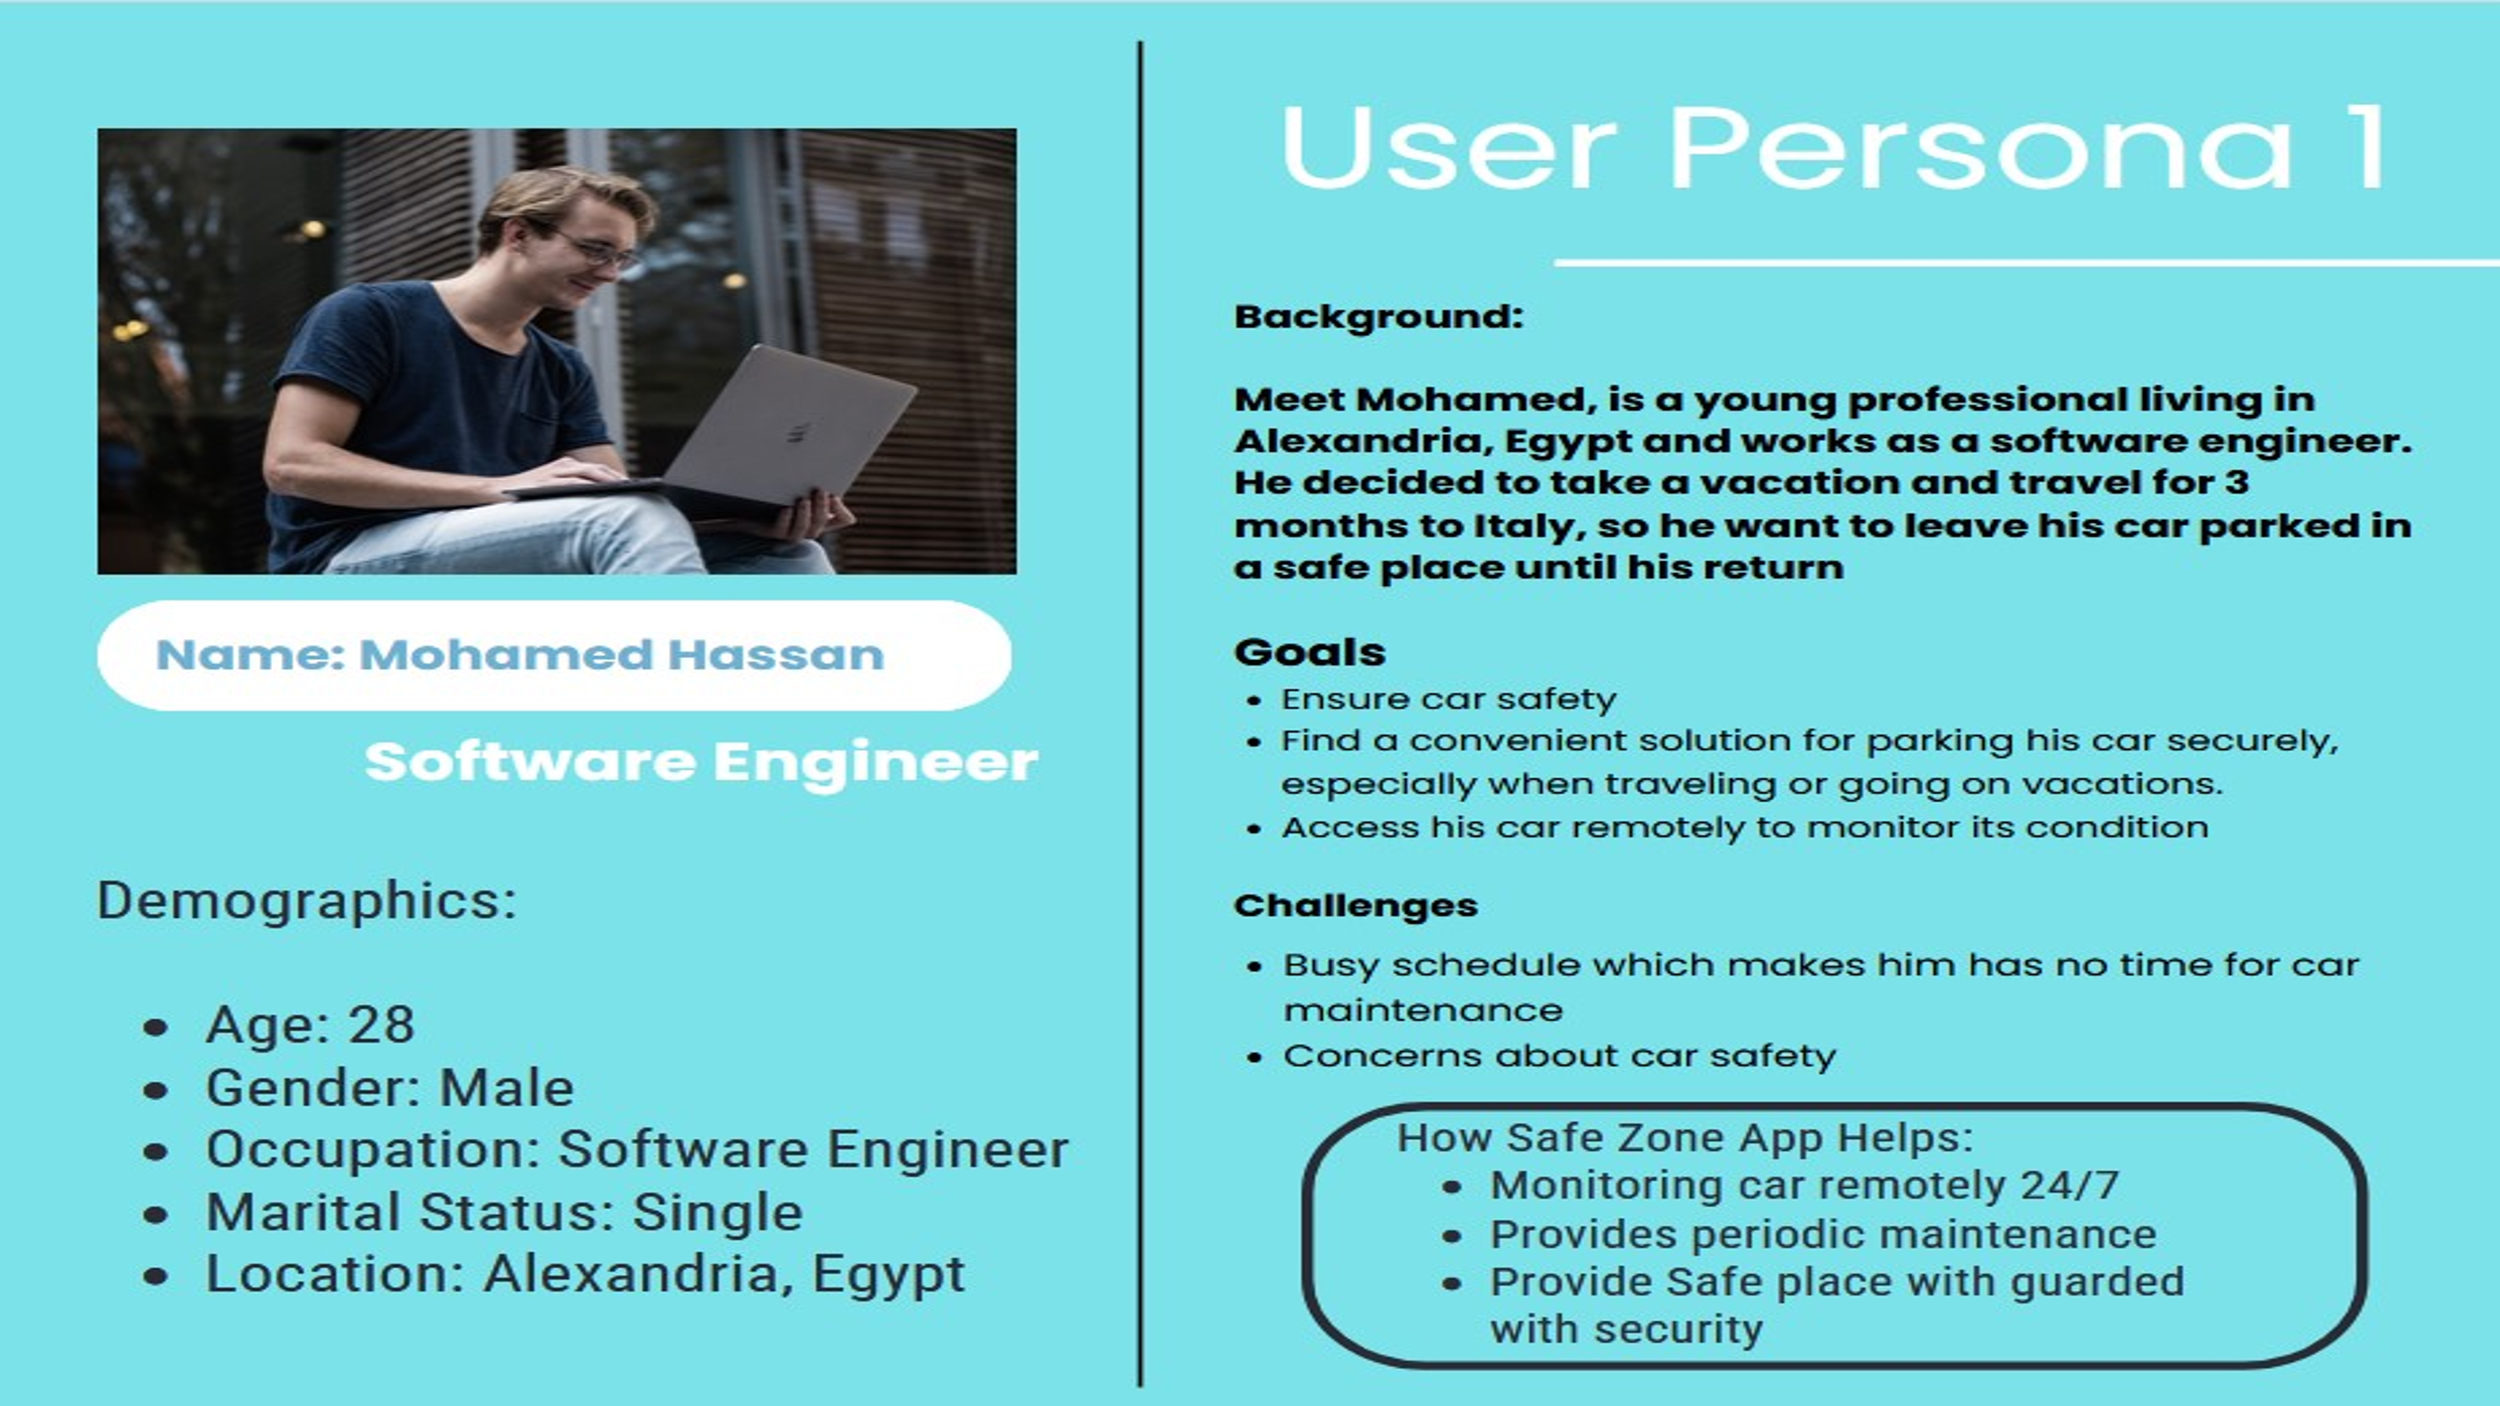 Name: Mohamed Hassan
Software Engineer
Demographics:
• Age: 28
• Gender: Male
• Occupation: Software Engineer
• Marital Status: Single
• Location: Alexandria, Egypt
User Persona 1
Background:
Meet Mohamed, is a young professional living in
Alexandria, Egypt and works as a software engineer.
He decided to take a vacation and travel for 3
months to Italy, so he want to leave his car parked in
a safe place until his return
Goals
• Ensure car safety
• Find a convenient solution for parking his car securely,
especially when traveling or going on vacations.
• Access his car remotely to monitor its condition
Challenges
• Busy schedule which makes him has no time for car
maintenance
• Concerns about car safety
How Safe Zone App Helps:
• Monitoring car remotely 24/7
• Provides periodic maintenance
• Provide Safe place with guarded
with security